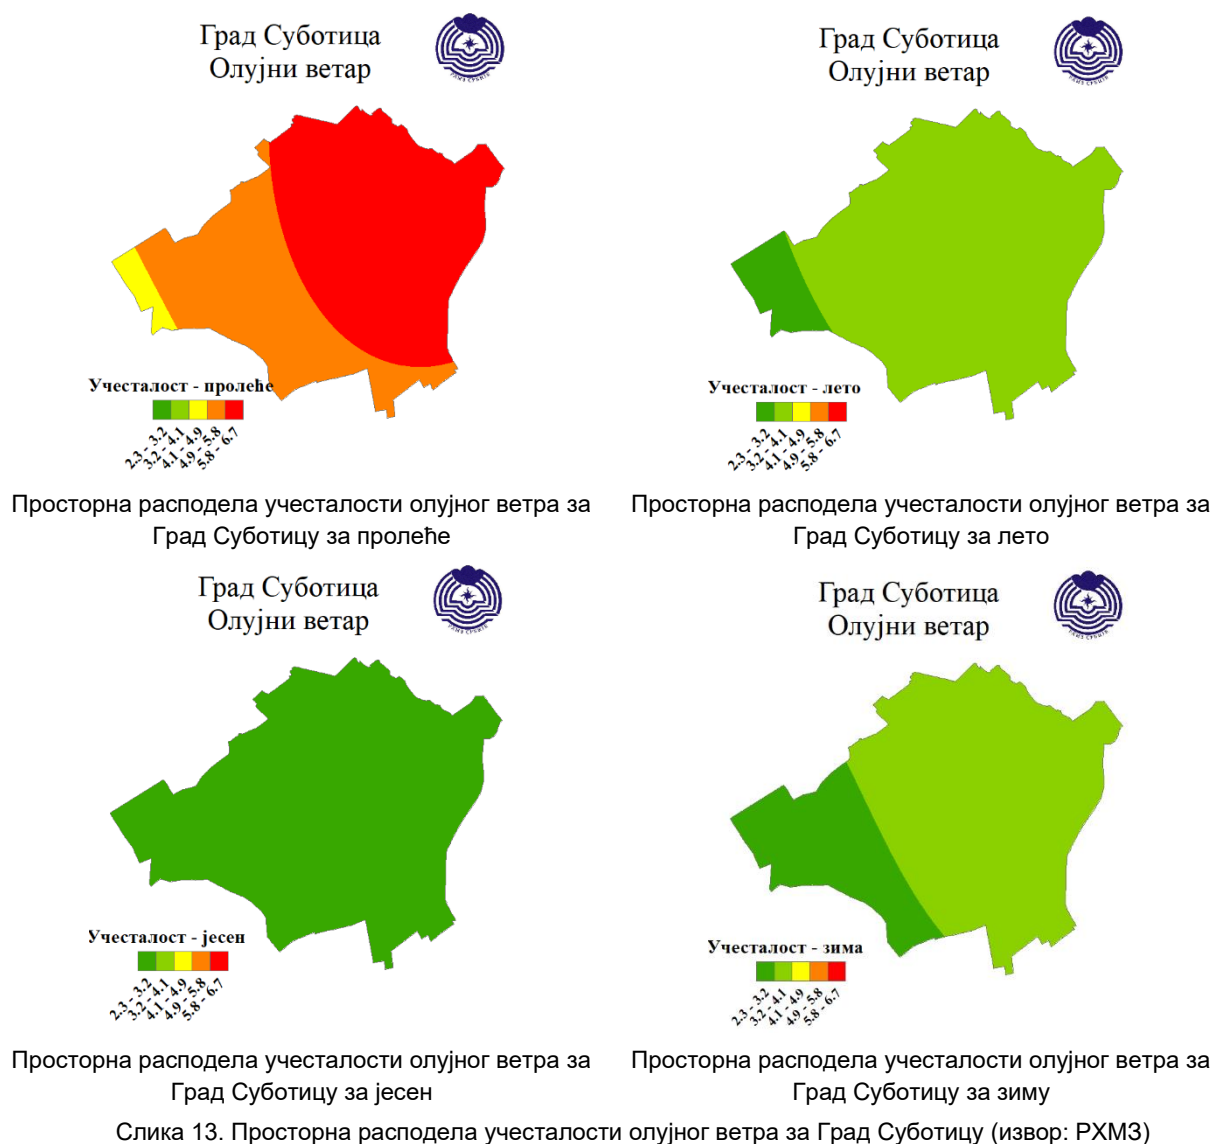 Град Суботица
Олујни ветар
Учесталост - пролеће
2.3 - 3.2
3.2 - 4.1
4.1 - 4.9
4.9 - 5.8
5.8 - 6.7
Просторна расподела учесталости олујног ветра за
Град Суботицу за пролеће
Град Суботица
Олујни ветар
Учесталост - лето
2.3 - 3.2
3.2 - 4.1
4.1 - 4.9
4.9 - 5.8
5.8 - 6.7
Просторна расподела учесталости олујног ветра за
Град Суботицу за лето
Град Суботица
Олујни ветар
Учесталост - јесен
2.3 - 3.2
3.2 - 4.1
4.1 - 4.9
4.9 - 5.8
5.8 - 6.7
Просторна расподела учесталости олујног ветра за
Град Суботицу за јесен
Град Суботица
Олујни ветар
Учесталост - зима
2.3 - 3.2
3.2 - 4.1
4.1 - 4.9
4.9 - 5.8
5.8 - 6.7
Просторна расподела учесталости олујног ветра за
Град Суботицу за зиму
Слика 13. Просторна расподела учесталости олујног ветра за Град Суботицу (извор: РХМЗ)